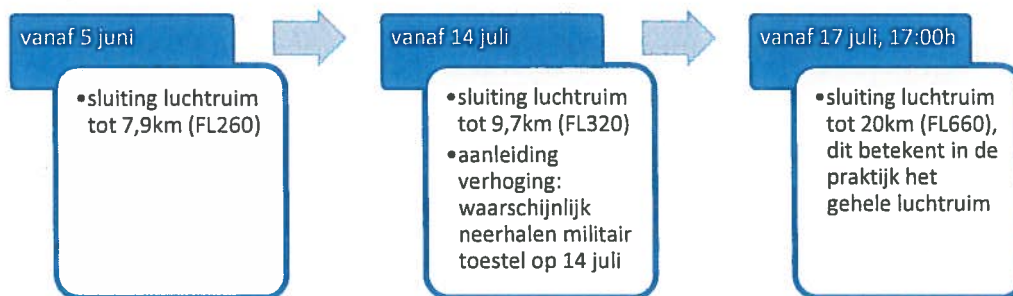 vanaf 5 juni
•sluiting luchtruim
tot 7,9km (FL260)
vanaf 14 juli
•sluiting luchtruim
tot 9,7km (FL320)
•aanleiding
verhoging:
waarschijnlijk
neerhalen militair
toestel op 14 juli
vanaf 17 juli, 17:00h
•sluiting luchtruim
tot 20km (FL660),
dit betekent in de
praktijk het
gehele luchtruim